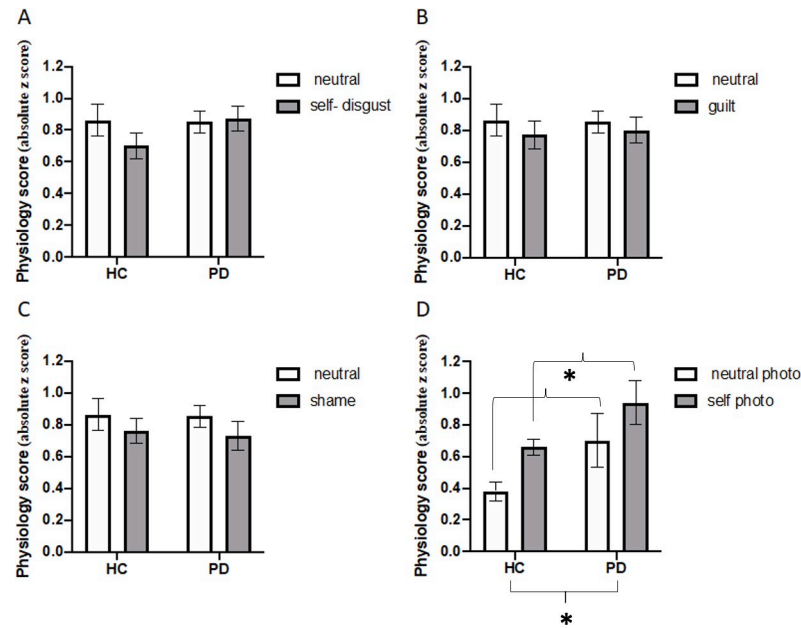 A
Physiology score (absolute z score)
1.2
1.0
0.8
0.6
0.4
0.2
0.0
HC
PD
neutral
self- disgust
B
Physiology score (absolute z score)
1.2
1.0
0.8
0.6
0.4
0.2
0.0
HC
PD
neutral
guilt
C
Physiology score (absolute z score)
1.2
1.0
0.8
0.6
0.4
0.2
0.0
HC
PD
neutral
shame
D
Physiology score (absolute z score)
1.2
1.0
0.8
0.6
0.4
0.2
0.0
*
HC
PD
*
neutral photo
self photo